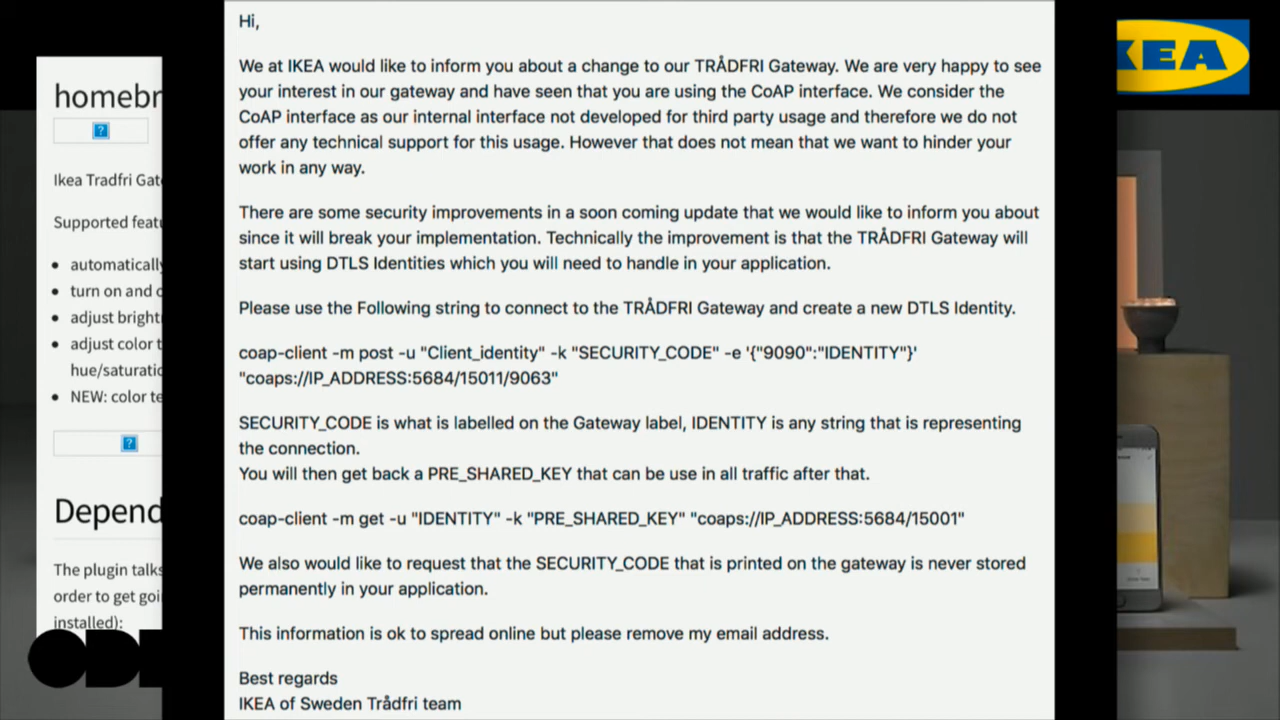 Hi,
We at IKEA would like to inform you about a change to our TRÅDFRI Gateway. We are very happy to see
your interest in our gateway and have seen that you are using the CoAP interface. We consider the
CoAP interface as our internal interface not developed for third party usage and therefore we do not
offer any technical support for this usage. However that does not mean that we want to hinder your
work in any way.
There are some security improvements in a soon coming update that we would like to inform you about
since it will break your implementation. Technically the improvement is that the TRÅDFRI Gateway will
start using DTLS Identities which you will need to handle in your application.
Please use the Following string to connect to the TRÅDFRI Gateway and create a new DTLS Identity.
coap-client -m post -u "Client_identity" -k "SECURITY_CODE" -e '{"9090":"IDENTITY"}'
"coaps://IP_ADDRESS:5684/15011/9063"
SECURITY_CODE is what is labelled on the Gateway label, IDENTITY is any string that is representing
the connection.
You will then get back a PRE_SHARED_KEY that can be use in all traffic after that.
coap-client -m get -u "IDENTITY" -k "PRE_SHARED_KEY" "coaps://IP_ADDRESS:5684/15001"
We also would like to request that the SECURITY_CODE that is printed on the gateway is never stored
permanently in your application.
This information is ok to spread online but please remove my email address.
Best regards
IKEA of Sweden Trådfri team
homebr
Ikea Tradfri Gat
Supported feat
automatically
turn on and o
adjust bright
adjust color t
hue/saturatio
NEW: color te
Depend
The plugin talks
order to get goi
installed):
KEA